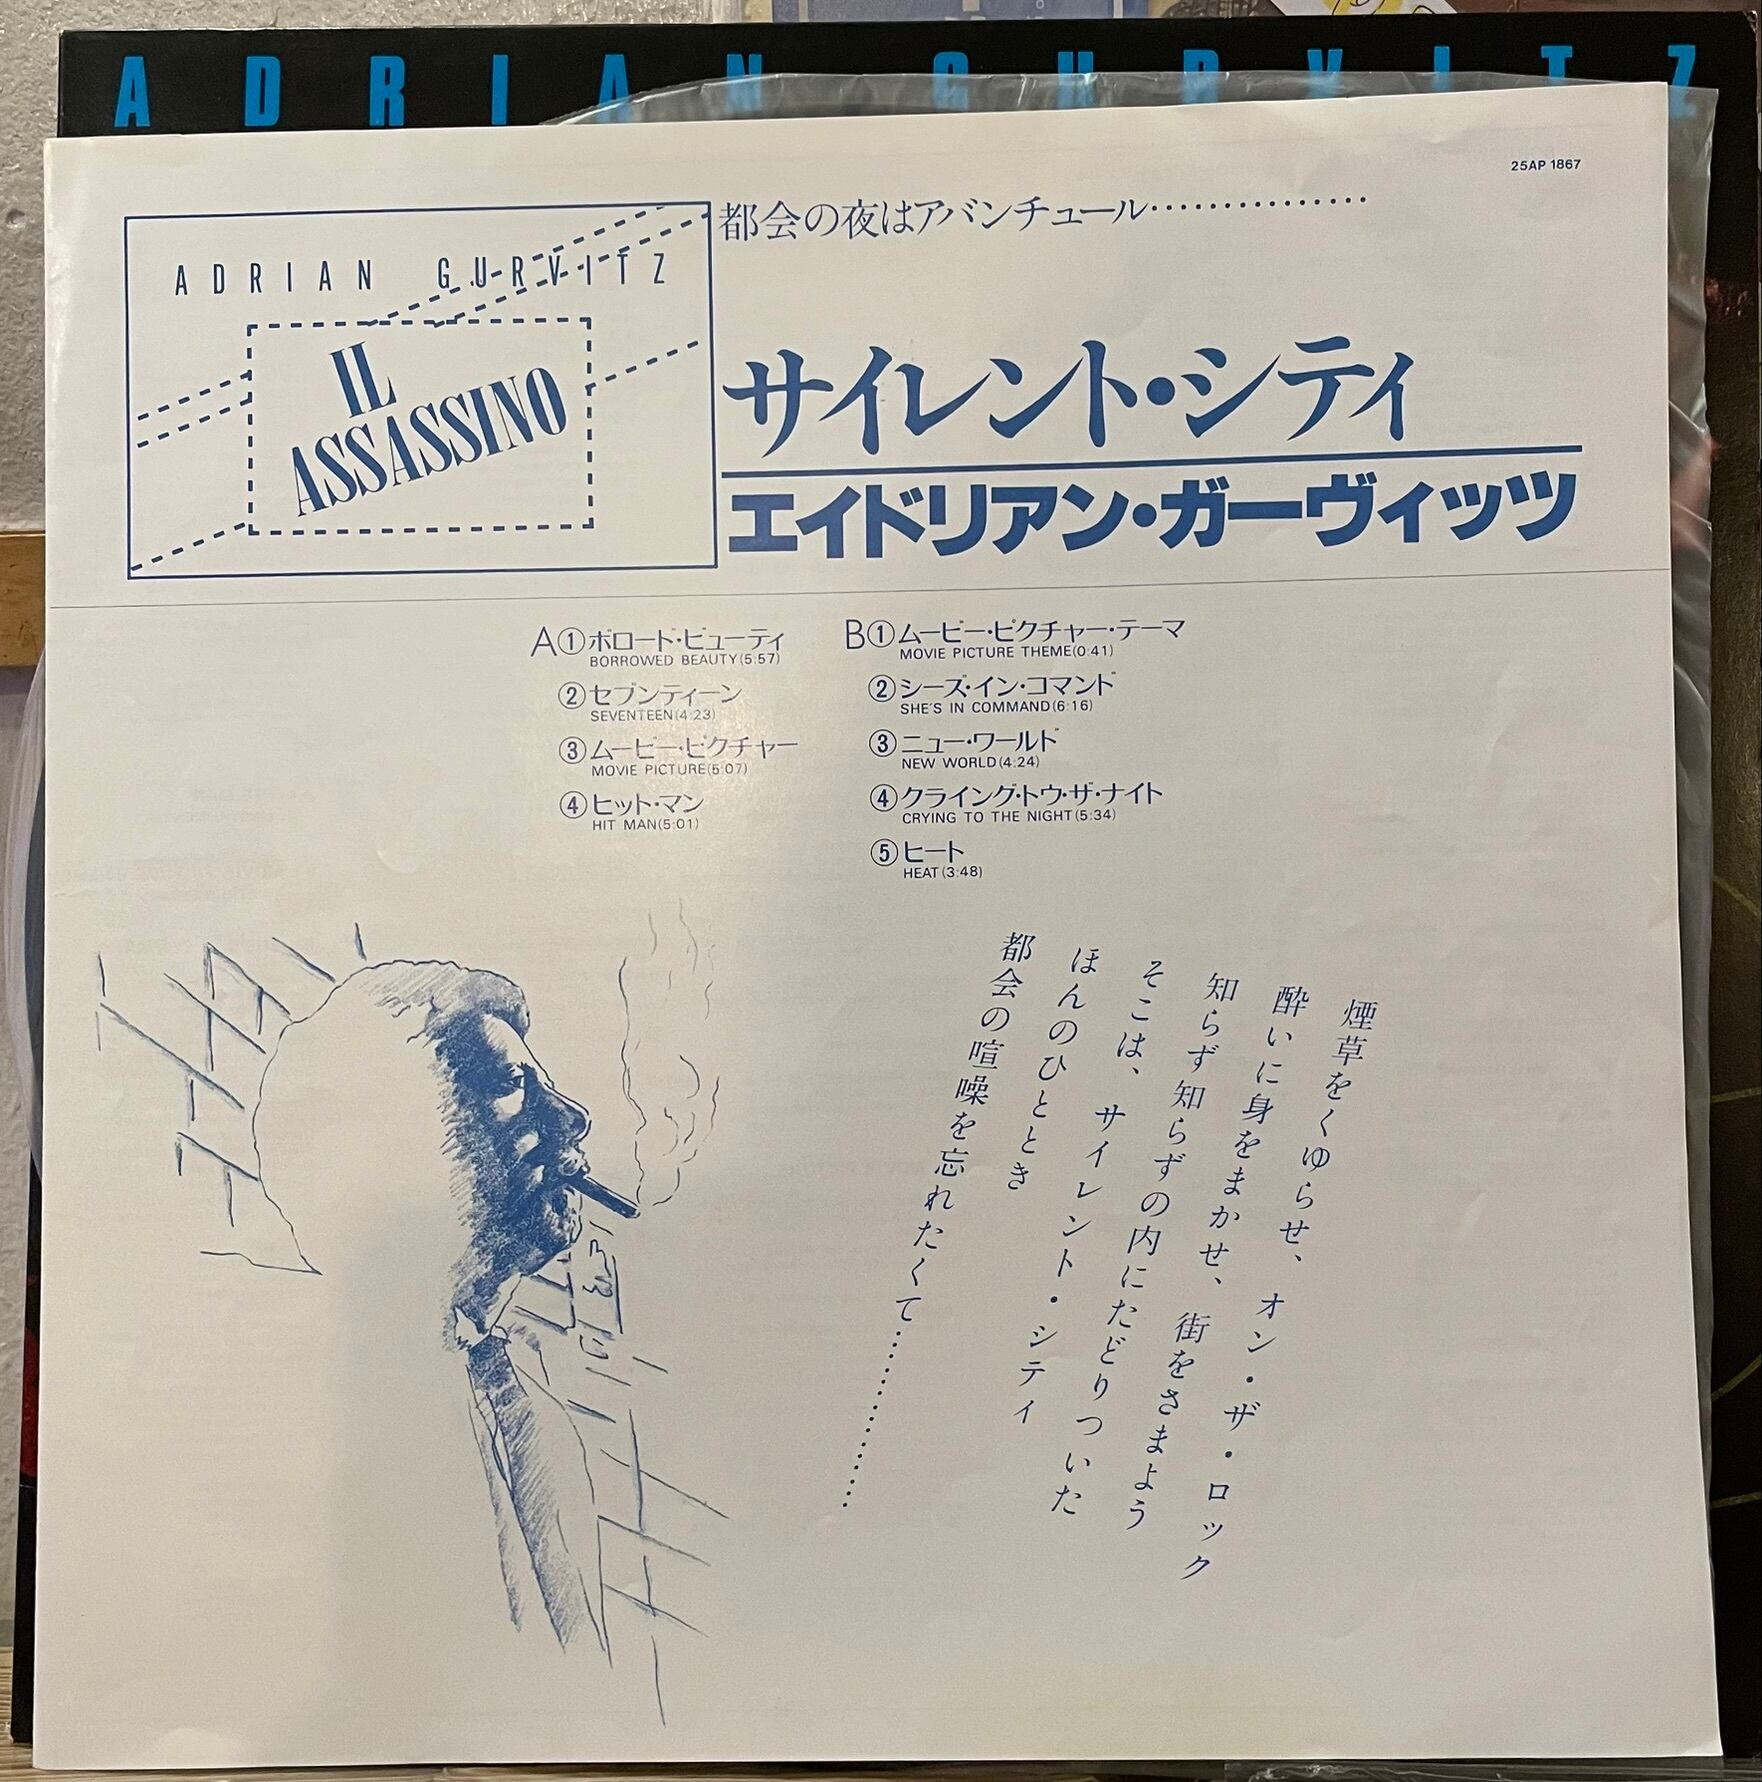 ADRIAN GURVITZ
25AP 1867
都会の夜はアバンチュール……………
ADRIAN GURVITZ
IL
ASSASSINO
サイレント・シティ
エイドリアン・ガーヴィッツ
A①ボロード・ビューティ
BORROWED BEAUTY(5:57)
②セブンティーン
SEVENTEEN(4:23)
③ムービー・ピクチャー
MOVIE PICTURE(5:07)
④ヒット・マン
HIT MAN(5:01)
B①ムービー・ピクチャー・テーマ
MOVIE PICTURE THEME(0:41)
②シーズ・イン・コマンド
SHE'S IN COMMAND(6:16)
③ニュー・ワールド
NEW WORLD(4:24)
④クライング・トウ・ザ・ナイト
CRYING TO THE NIGHT(5:34)
⑤ヒート
HEAT(3:48)
煙草をくゆらせ、オン・ザ・ロック
酔いに身をまかせ、街をさまよう
知らず知らずの内にたどりついた
そこは、サイレント・シティ
ほんのひととき
都会の喧噪を忘れたくて……………